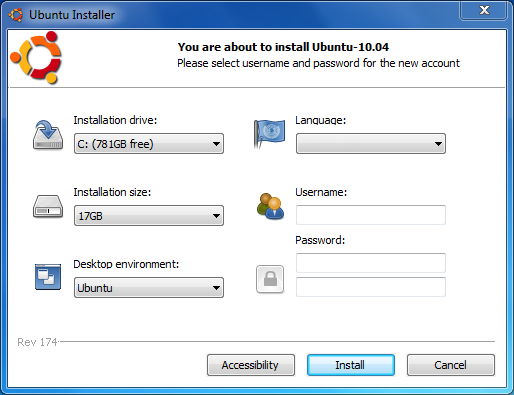 Ubuntu Installer
You are about to install Ubuntu-10.04
Please select username and password for the new account
Installation drive:
C: (781GB free)
Language:
Installation size:
17GB
Username:
Password:
Desktop environment:
Ubuntu
Rev 174
Accessibility
Install
Cancel